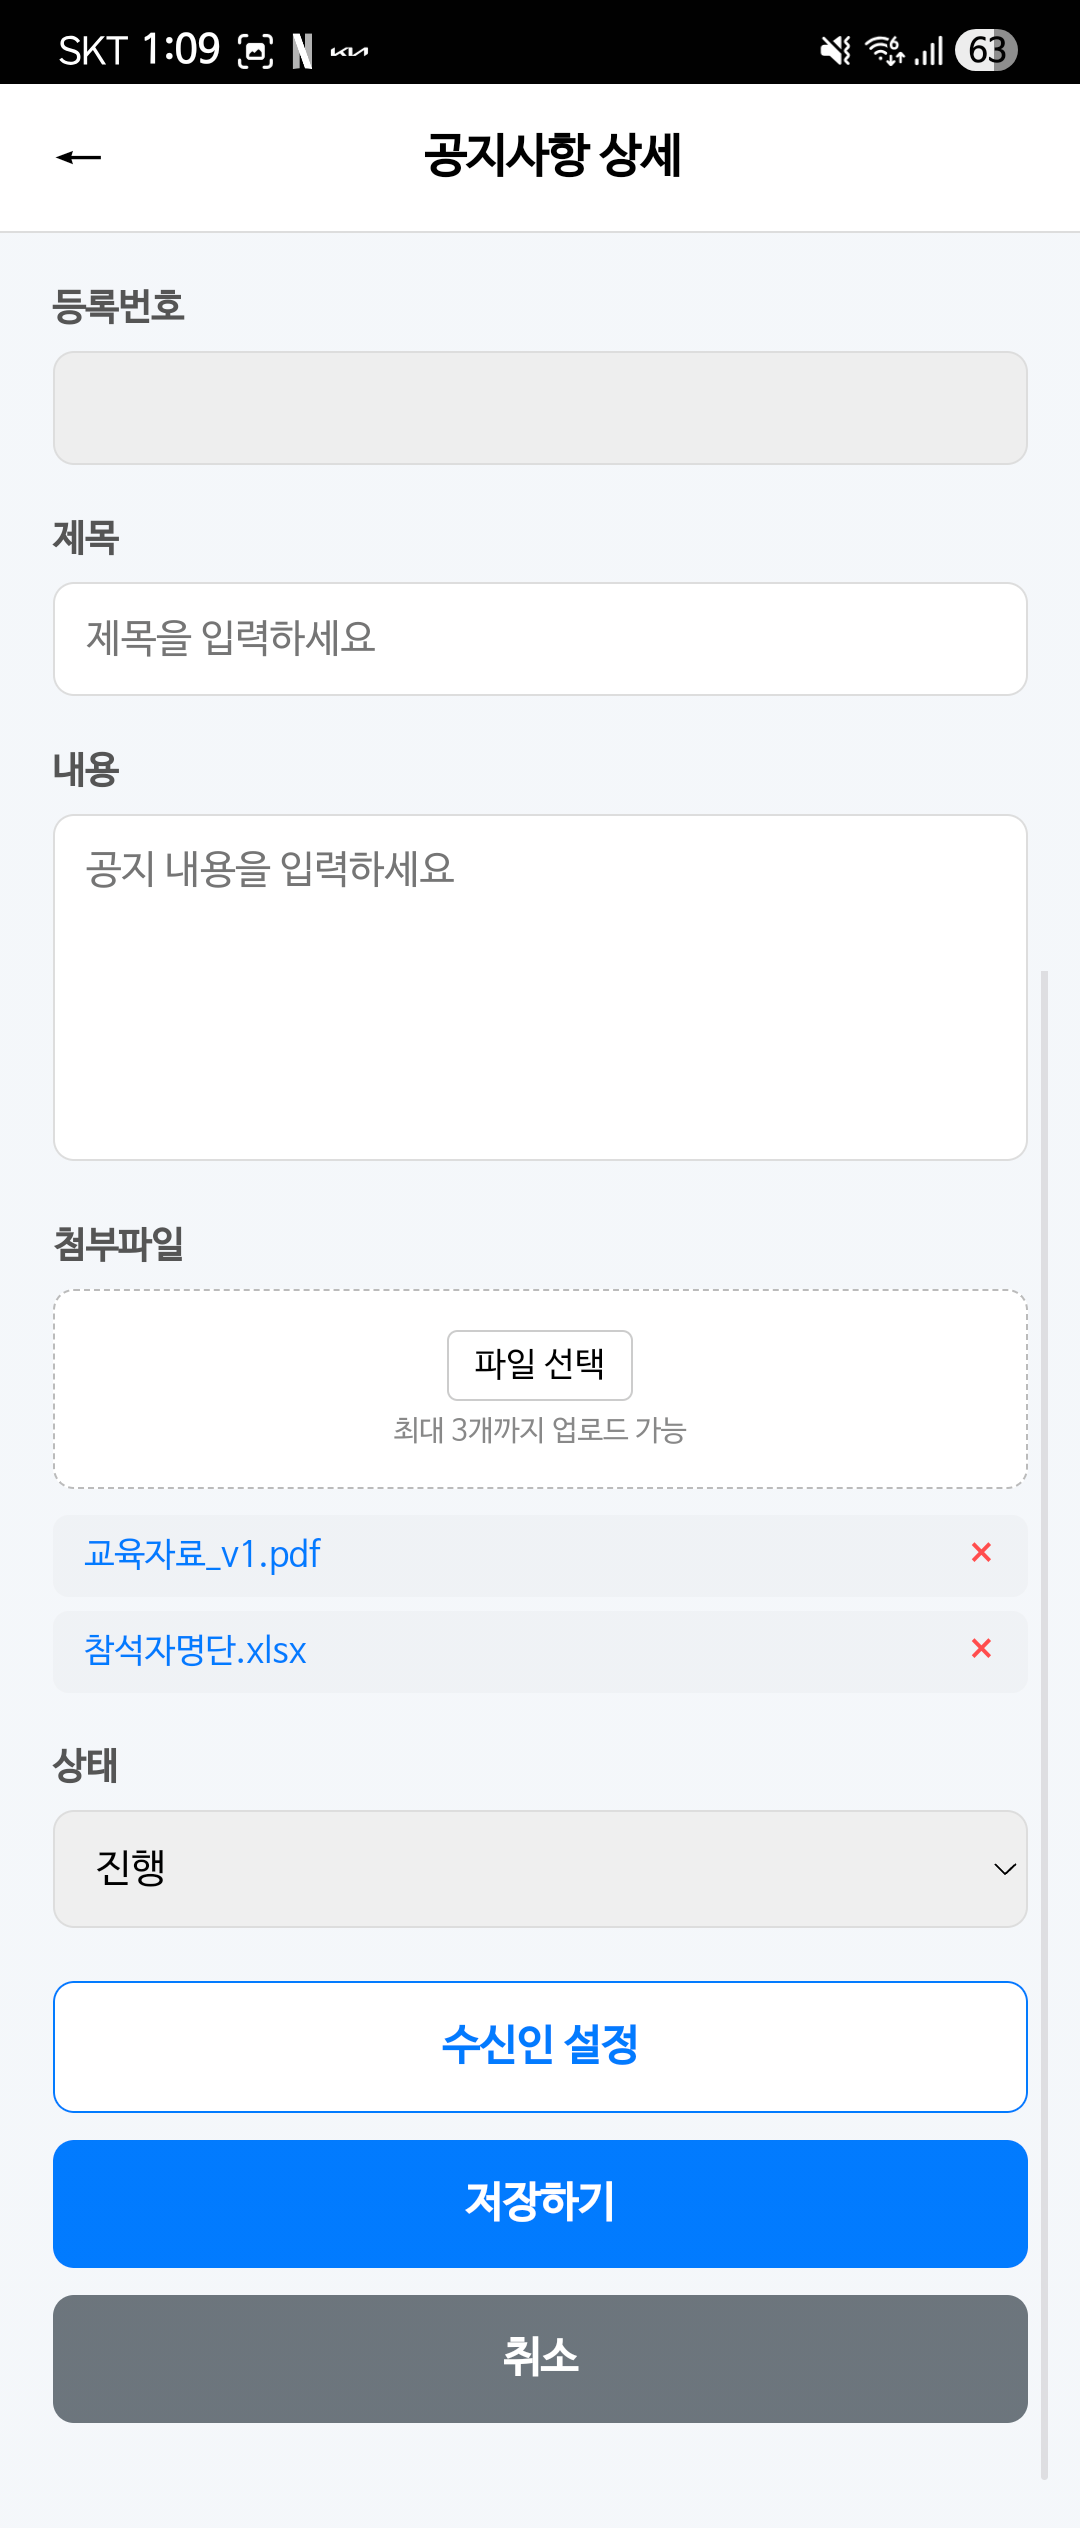 SKT 1:09
6
63
공지사항 상세
등록번호
제목
제목을 입력하세요
내용
공지 내용을 입력하세요
첨부파일
파일 선택
최대 3개까지 업로드 가능
교육자료_v1.pdf
참석자명단.xlsx
상태
진행
수신인 설정
저장하기
취소